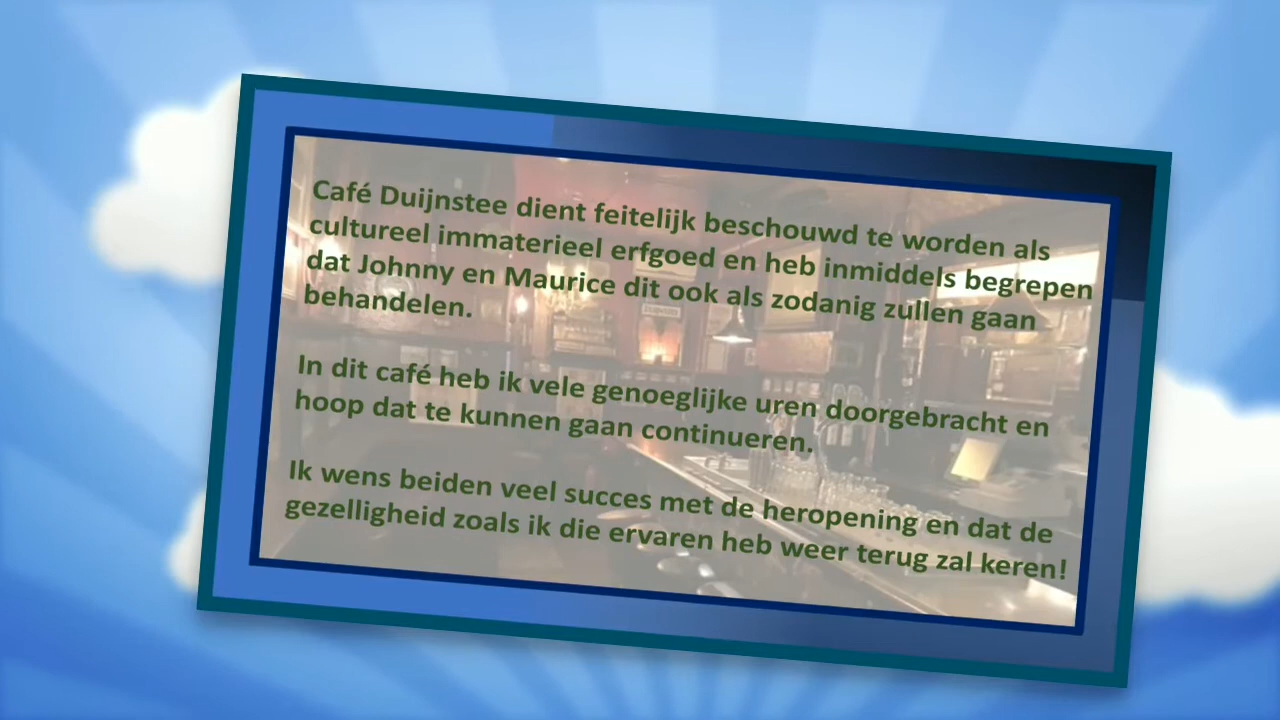 Café Duijnstee dient feitelijk beschouwd te worden als
cultureel immaterieel erfgoed en heb inmiddels begrepen
dat Johnny en Maurice dit ook als zodanig zullen gaan
behandelen.
In dit café heb ik vele genoeglijke uren doorgebracht en
hoop dat te kunnen gaan continueren.
Ik wens beiden veel succes met de heropening en dat de
gezelligheid zoals ik die ervaren heb weer terug zal keren!